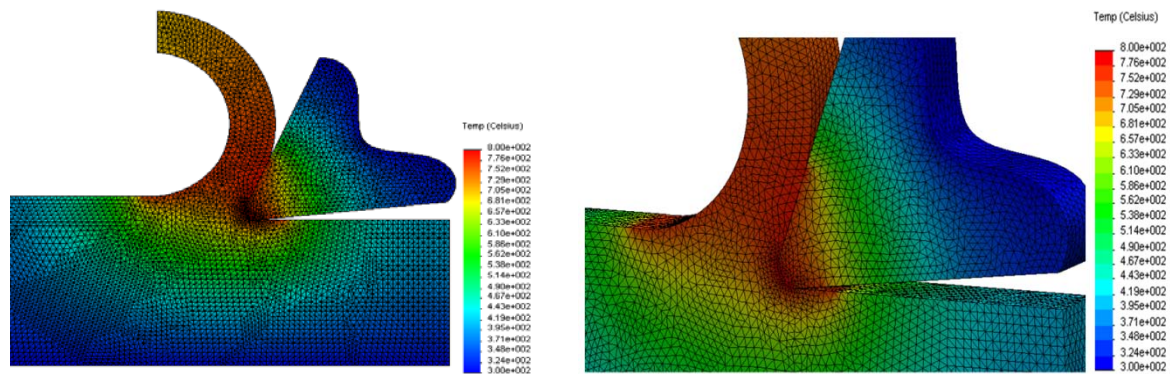 Temp (Celsius)
8.00e+002
7.76e+002
7.52e+002
7.29e+002
7.05e+002
6.81e+002
6.57e+002
6.33e+002
6.10e+002
5.86e+002
5.62e+002
5.38e+002
5.14e+002
4.90e+002
4.67e+002
4.43e+002
4.19e+002
3.95e+002
3.71e+002
3.48e+002
3.24e+002
3.00e+002
Temp (Celsius)
8.00e+002
7.76e+002
7.52e+002
7.29e+002
7.05e+002
6.81e+002
6.57e+002
6.33e+002
6.10e+002
5.86e+002
5.62e+002
5.38e+002
5.14e+002
4.90e+002
4.67e+002
4.43e+002
4.19e+002
3.95e+002
3.71e+002
3.48e+002
3.24e+002
3.00e+002